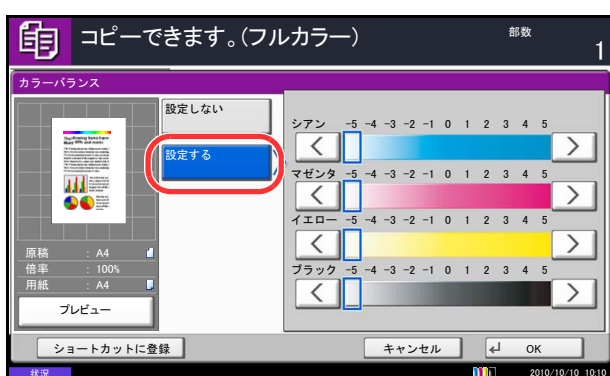 コピーできます。(フルカラー)
部数
1
カラーバランス
設定しない
設定する
シアン -5 -4 -3 -2 -1 0 1 2 3 4 5
マゼンタ -5 -4 -3 -2 -1 0 1 2 3 4 5
イエロー -5 -4 -3 -2 -1 0 1 2 3 4 5
ブラック -5 -4 -3 -2 -1 0 1 2 3 4 5
原稿 : A4
倍率 : 100%
用紙 : A4
プレビュー
ショートカットに登録
キャンセル
OK
状況
2010/10/10 10:10